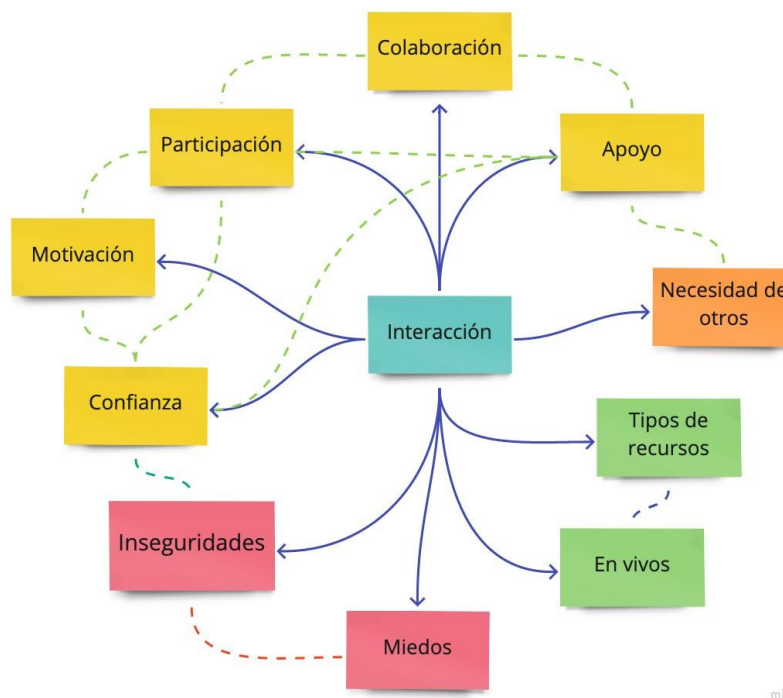 Colaboración
Participación
Apoyo
Motivación
Necesidad de
otros
Interacción
Confianza
Tipos de
recursos
Inseguridades
En vivos
Miedos